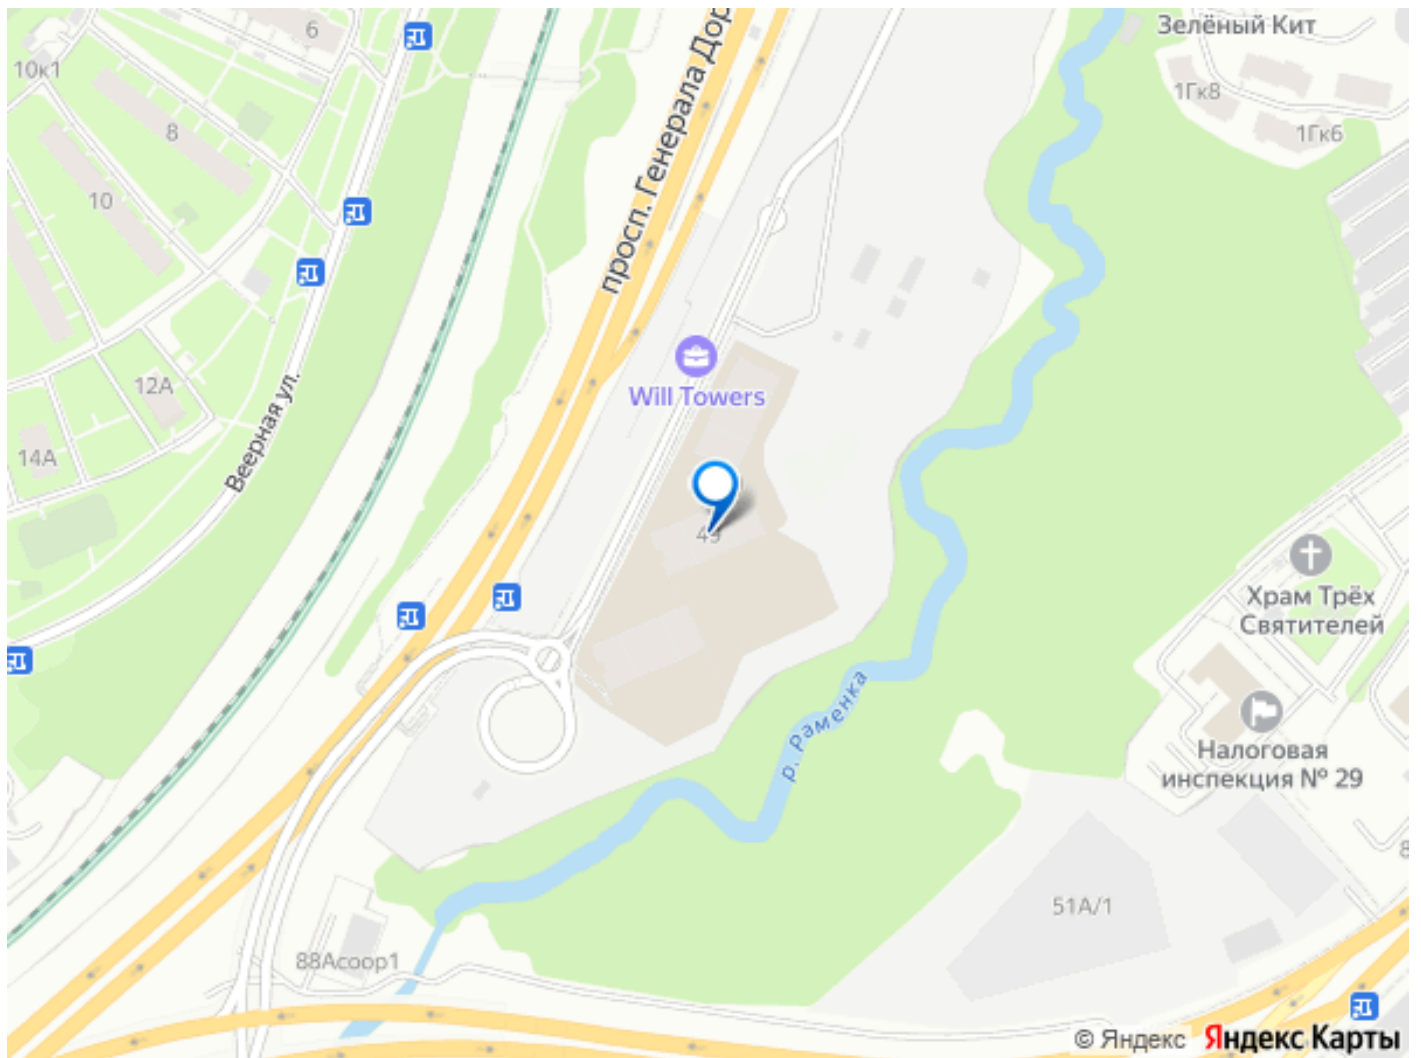 Зелёный Кит
6
10к1
1Гк8
8
1Гк6
просп. Генерала Дор
10
12А
Will Towers
Веерная ул.
14А
Храм Трёх
Святителей
р. раменка
Налоговая
инспекция № 29
8
51А/1
88Асоор1
© Яндекс Яндекс Карты